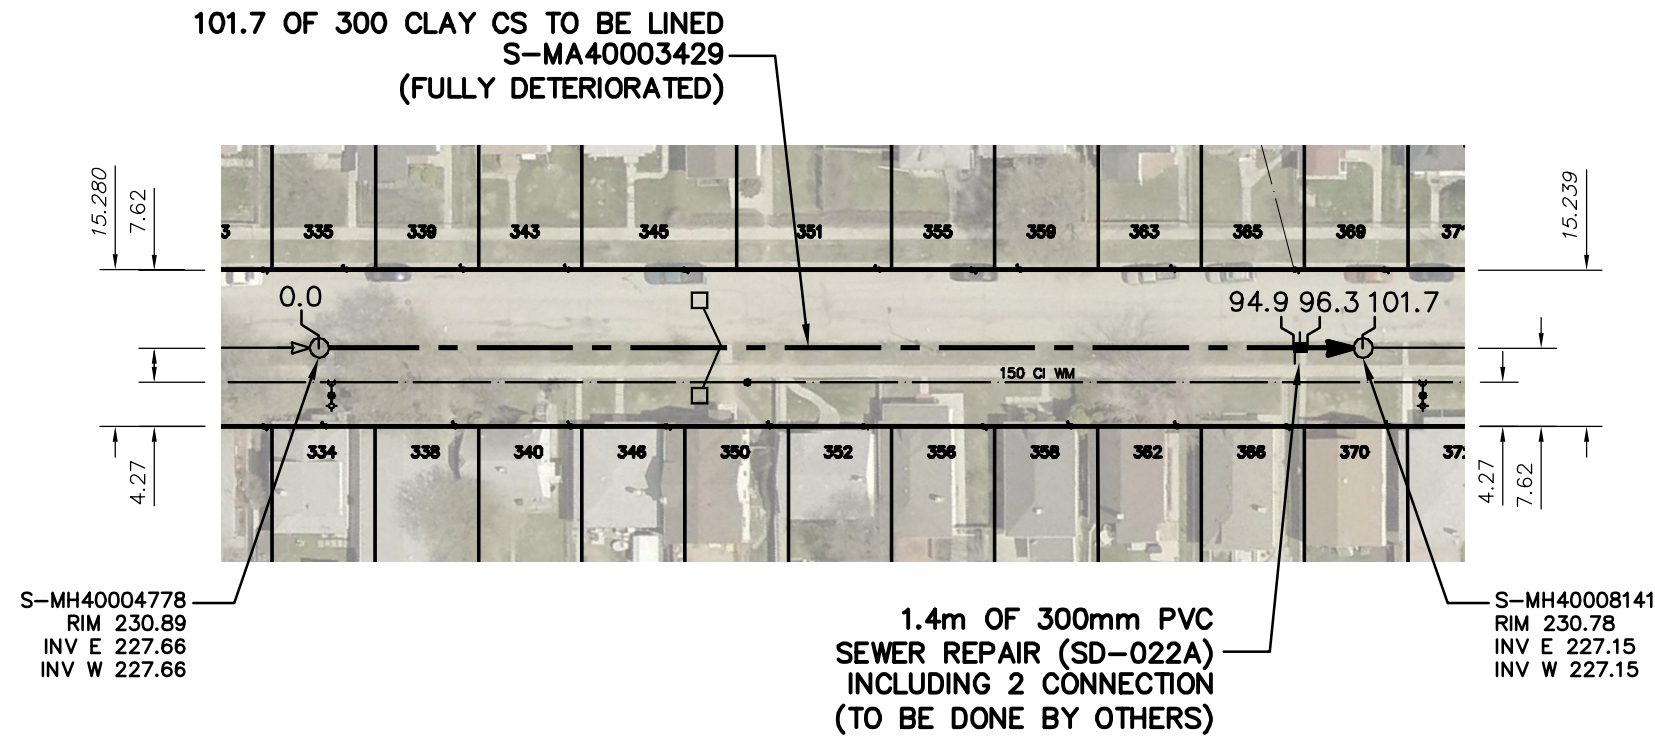 101.7 OF 300 CLAY CS TO BE LINED
S-MA40003429
(FULLY DETERIORATED)
15.280
7.62
15.239
335 339 343 345 351 355 359 363 365 369
0.0
94.9 96.3 101.7
150 CI WM
334 338 340 346 350 352 356 358 362 366 370
4.27
4.27
7.62
S-MH40004778
RIM 230.89
INV E 227.66
INV W 227.66
1.4m OF 300mm PVC
SEWER REPAIR (SD-022A)
INCLUDING 2 CONNECTION
(TO BE DONE BY OTHERS)
S-MH40008141
RIM 230.78
INV E 227.15
INV W 227.15